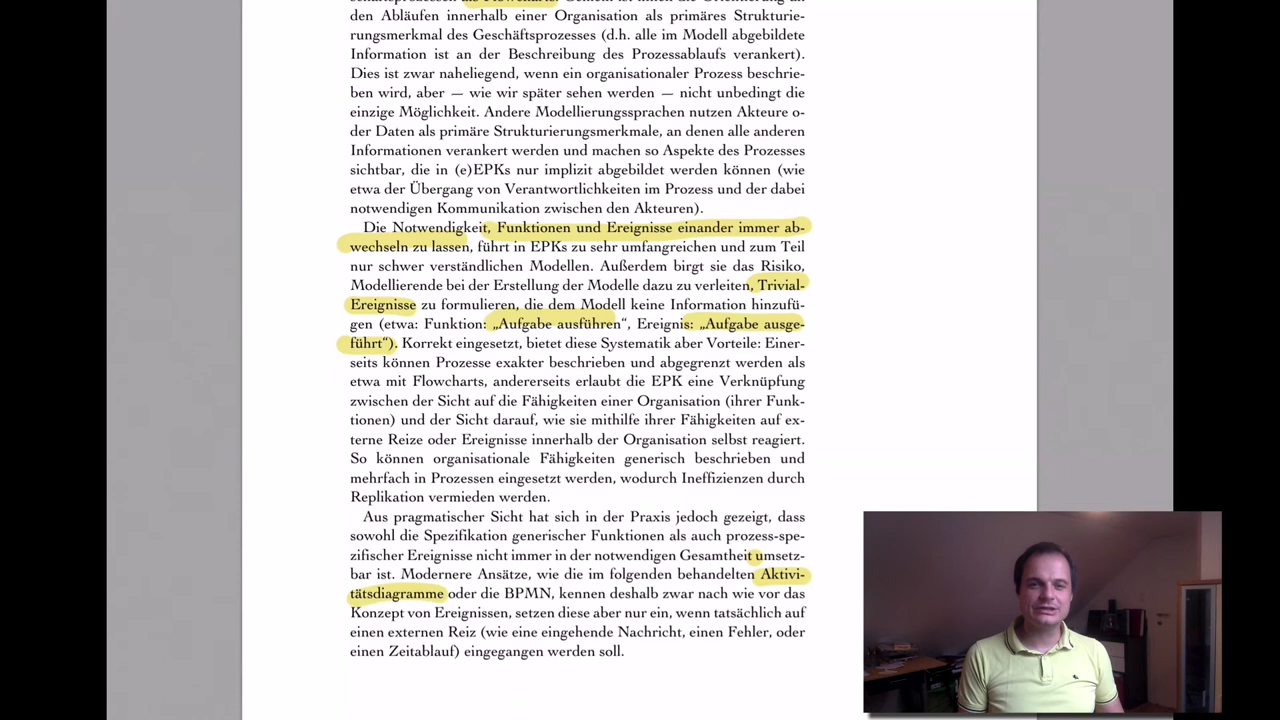 den Abläufen innerhalb einer Organisation als primäres Strukturie-
rungsmerkmal des Geschäftsprozesses (d.h. alle im Modell abgebildete
Information ist an der Beschreibung des Prozessablaufs verankert).
Dies ist zwar naheliegend, wenn ein organisationaler Prozess beschrie-
ben wird, aber — wie wir später sehen werden — nicht unbedingt die
einzige Möglichkeit. Andere Modellierungssprachen nutzen Akteure o-
der Daten als primäre Strukturierungsmerkmale, an denen alle anderen
Informationen verankert werden und machen so Aspekte des Prozesses
sichtbar, die in (e)EPKs nur implizit abgebildet werden können (wie
etwa der Übergang von Verantwortlichkeiten im Prozess und der dabei
notwendigen Kommunikation zwischen den Akteuren).
Die Notwendigkeit, Funktionen und Ereignisse einander immer ab-
wechseln zu lassen, führt in EPKs zu sehr umfangreichen und zum Teil
nur schwer verständlichen Modellen. Außerdem birgt sie das Risiko,
Modellierende bei der Erstellung der Modelle dazu zu verleiten, Trivial-
Ereignisse zu formulieren, die dem Modell keine Information hinzufü-
gen (etwa: Funktion: „Aufgabe ausführen“, Ereignis: „Aufgabe ausge-
führt“). Korrekt eingesetzt, bietet diese Systematik aber Vorteile: Einer-
seits können Prozesse exakter beschrieben und abgegrenzt werden als
etwa mit Flowcharts, andererseits erlaubt die EPK eine Verknüpfung
zwischen der Sicht auf die Fähigkeiten einer Organisation (ihrer Funk-
tionen) und der Sicht darauf, wie sie mithilfe ihrer Fähigkeiten auf ex-
terne Reize oder Ereignisse innerhalb der Organisation selbst reagiert.
So können organisationale Fähigkeiten generisch beschrieben und
mehrfach in Prozessen eingesetzt werden, wodurch Ineffizienzen durch
Replikation vermieden werden.
Aus pragmatischer Sicht hat sich in der Praxis jedoch gezeigt, dass
sowohl die Spezifikation generischer Funktionen als auch prozess-spe-
zifischer Ereignisse nicht immer in der notwendigen Gesamtheit umsetz-
bar ist. Modernere Ansätze, wie die im folgenden behandelten Aktivi-
tätsdiagramme oder die BPMN, kennen deshalb zwar nach wie vor das
Konzept von Ereignissen, setzen diese aber nur ein, wenn tatsächlich auf
einen externen Reiz (wie eine eingehende Nachricht, einen Fehler, oder
einen Zeitablauf) eingegangen werden soll.